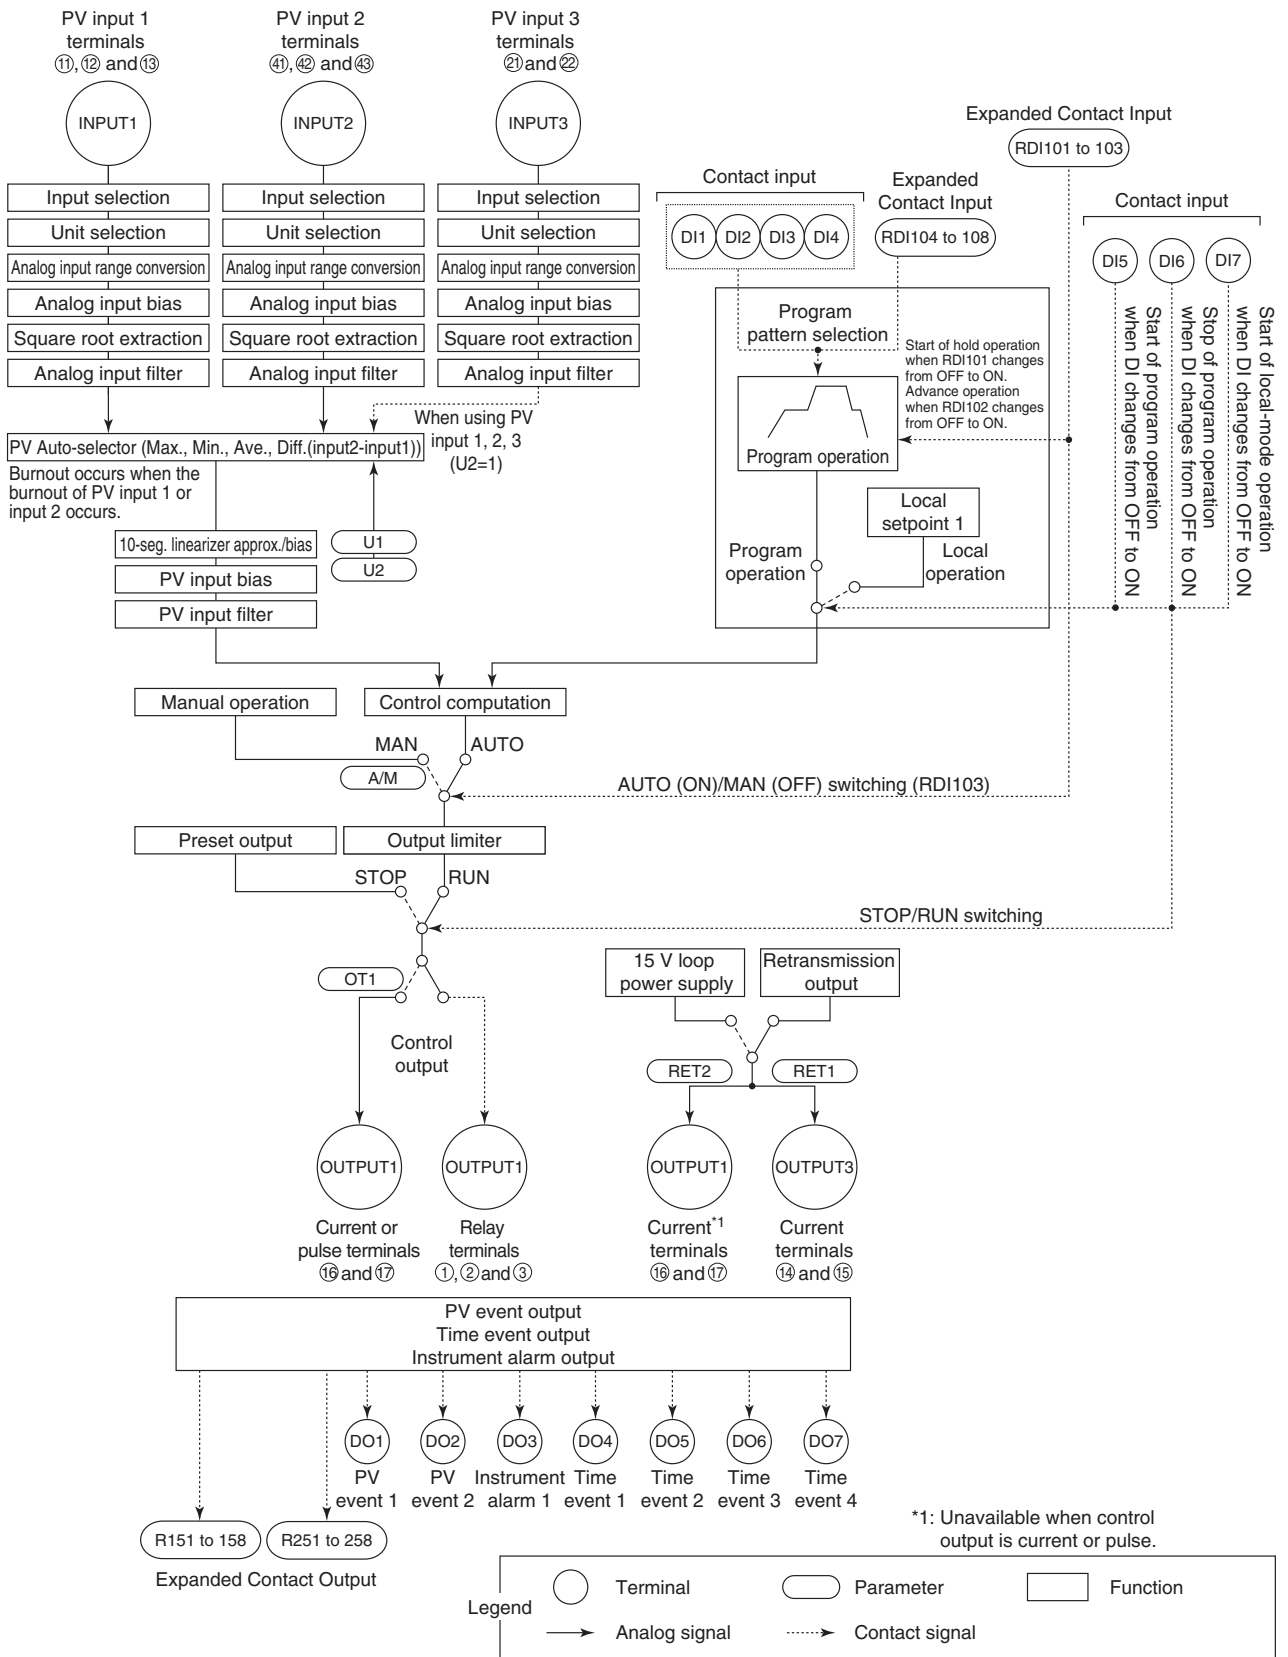 PV input 1
terminals
⑪, ⑫ and ⑬
PV input 2
terminals
㊶, ㊷ and ㊸
PV input 3
terminals
㉑ and ㉒
INPUT1
INPUT2
INPUT3
Input selection
Input selection
Input selection
Unit selection
Unit selection
Unit selection
Analog input range conversion
Analog input range conversion
Analog input range conversion
Analog input bias
Analog input bias
Analog input bias
Square root extraction
Square root extraction
Square root extraction
Analog input filter
Analog input filter
Analog input filter
When using PV
input 1, 2, 3
(U2=1)
PV Auto-selector (Max., Min., Ave., Diff.(input2-input1))
Burnout occurs when the
burnout of PV input 1 or
input 2 occurs.
U1
U2
10-seg. linearizer approx./bias
PV input bias
PV input filter
Expanded Contact Input
RDI101 to 103
Contact input
DI1
DI2
DI3
DI4
Expanded
Contact Input
RDI104 to 108
Contact input
DI5
DI6
DI7
Start of program operation
when DI changes from OFF to ON
Stop of program operation
when DI changes from OFF to ON
Start of local-mode operation
when DI changes from OFF to ON
Program
pattern selection
Start of hold operation
when RDI101 changes
from OFF to ON.
Advance operation
when RDI102 changes
from OFF to ON.
Program operation
Local
setpoint 1
Program
operation
Local
operation
Manual operation
Control computation
MAN
AUTO
A/M
AUTO (ON)/MAN (OFF) switching (RDI103)
Preset output
Output limiter
STOP
RUN
STOP/RUN switching
OT1
Control
output
15 V loop
power supply
Retransmission
output
RET2
RET1
OUTPUT1
OUTPUT1
OUTPUT1
OUTPUT3
Current or
pulse terminals
⑯ and ⑰
Relay
terminals
①, ② and ③
Current*1
terminals
⑯ and ⑰
Current
terminals
⑭ and ⑮
PV event output
Time event output
Instrument alarm output
DO1
DO2
DO3
DO4
DO5
DO6
DO7
PV
event 1
PV
event 2
Instrument
alarm 1
Time
event 1
Time
event 2
Time
event 3
Time
event 4
R151 to 158
R251 to 258
Expanded Contact Output
*1: Unavailable when control
output is current or pulse.
Legend
Terminal
Parameter
Function
Analog signal
Contact signal